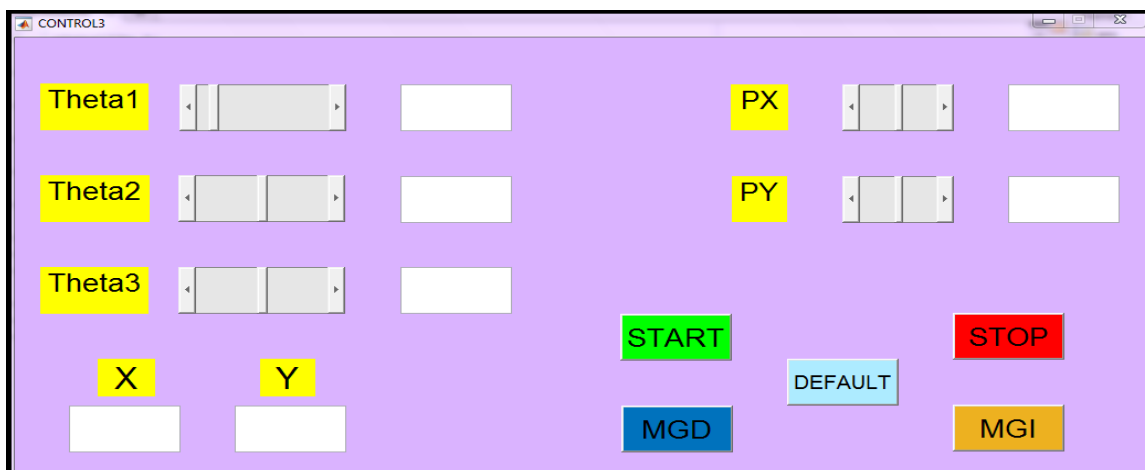 CONTROL3
Theta1
PX
Theta2
PY
Theta3
START
STOP
X
Y
DEFAULT
MGD
MGI